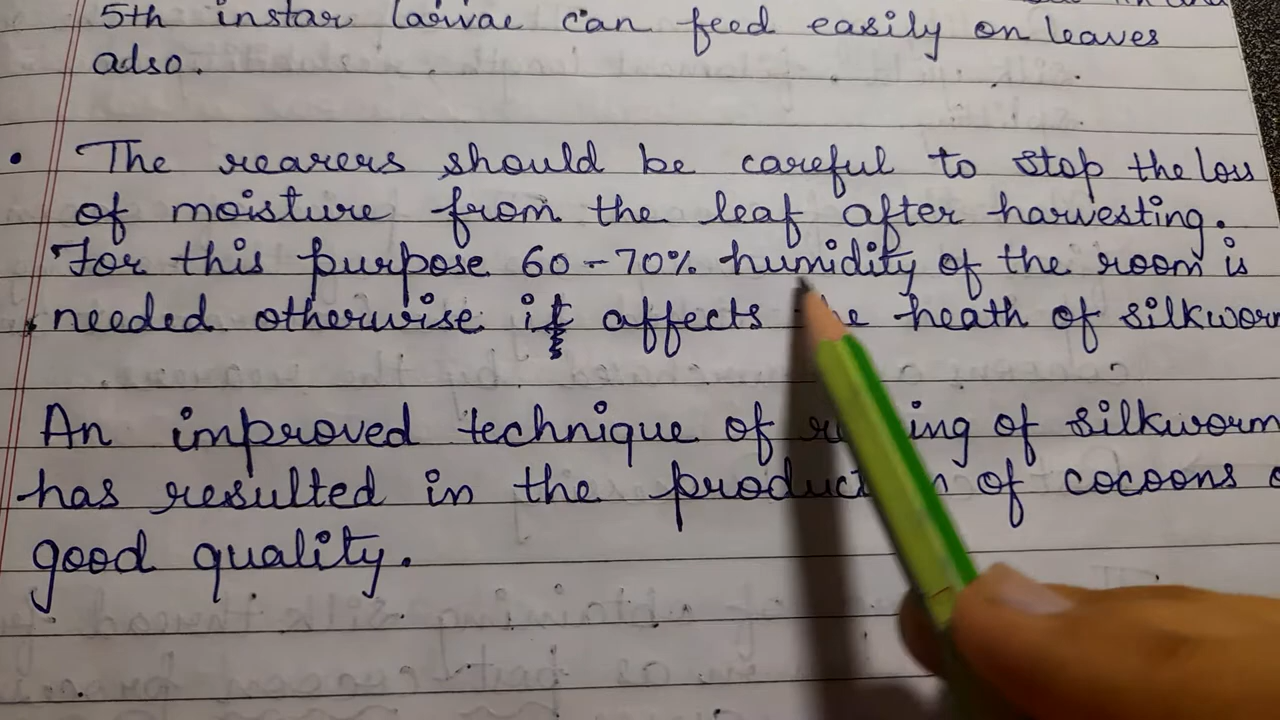 5th instar larvae can feed easily on leaves
also.
• The rearers should be careful to stop the loss
of moisture from the leaf after harvesting.
For this purpose 60-70% humidity of the room is
needed otherwise it affects the heath of silkworm
An improved technique of of silkworm
has resulted in the production of cocoons
good quality.